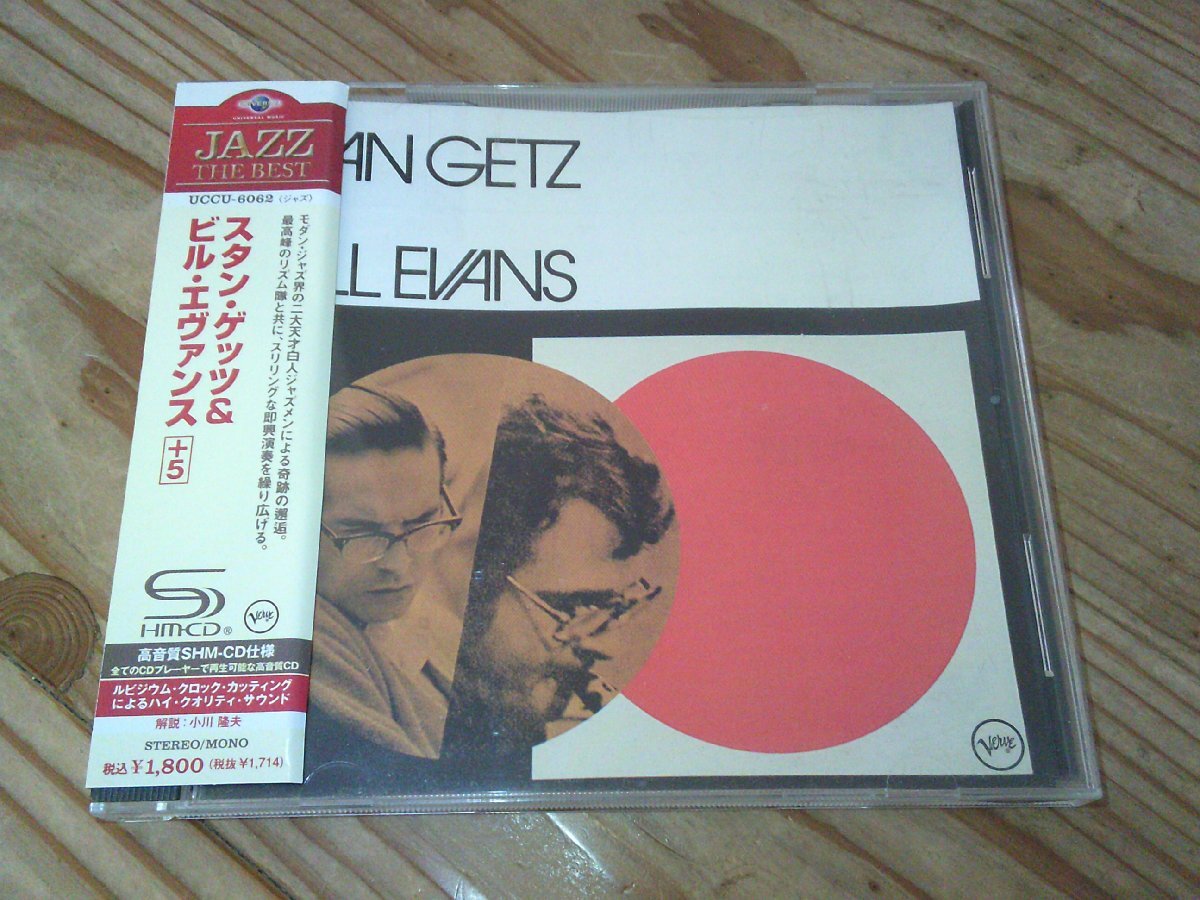 UNIVERSAL MUSIC
JAZZ
THE BEST
UCCU-6062 (ジャズ)
スタン・ゲッツ&
ビル・エヴァンス
+5
モダン・ジャズ界の二大天才白人ジャズメンによる奇跡の邂逅。
最高峰のリズム隊と共に、スリリングな即興演奏を繰り広げる。
SHM-CD®
Verve
高音質SHM-CD仕様
全てのCDプレーヤーで再生可能な高音質CD
ルビジウム・クロック・カッティング
によるハイ・クオリティ・サウンド
解説:小川 隆夫
STEREO/MONO
税込¥1,800 (税抜¥1,714)
AN GETZ
LL EVANS
Verve